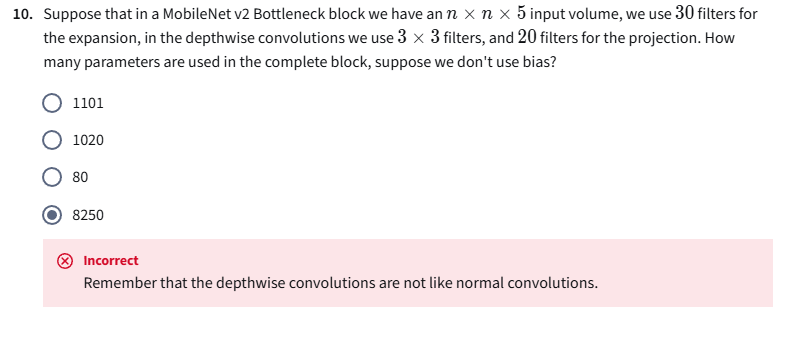 10. Suppose that in a MobileNet v2 Bottleneck block we have an n × n × 5 input volume, we use 30 filters for
the expansion, in the depthwise convolutions we use 3 × 3 filters, and 20 filters for the projection. How
many parameters are used in the complete block, suppose we don't use bias?
1101
1020
80
8250
Incorrect
Remember that the depthwise convolutions are not like normal convolutions.